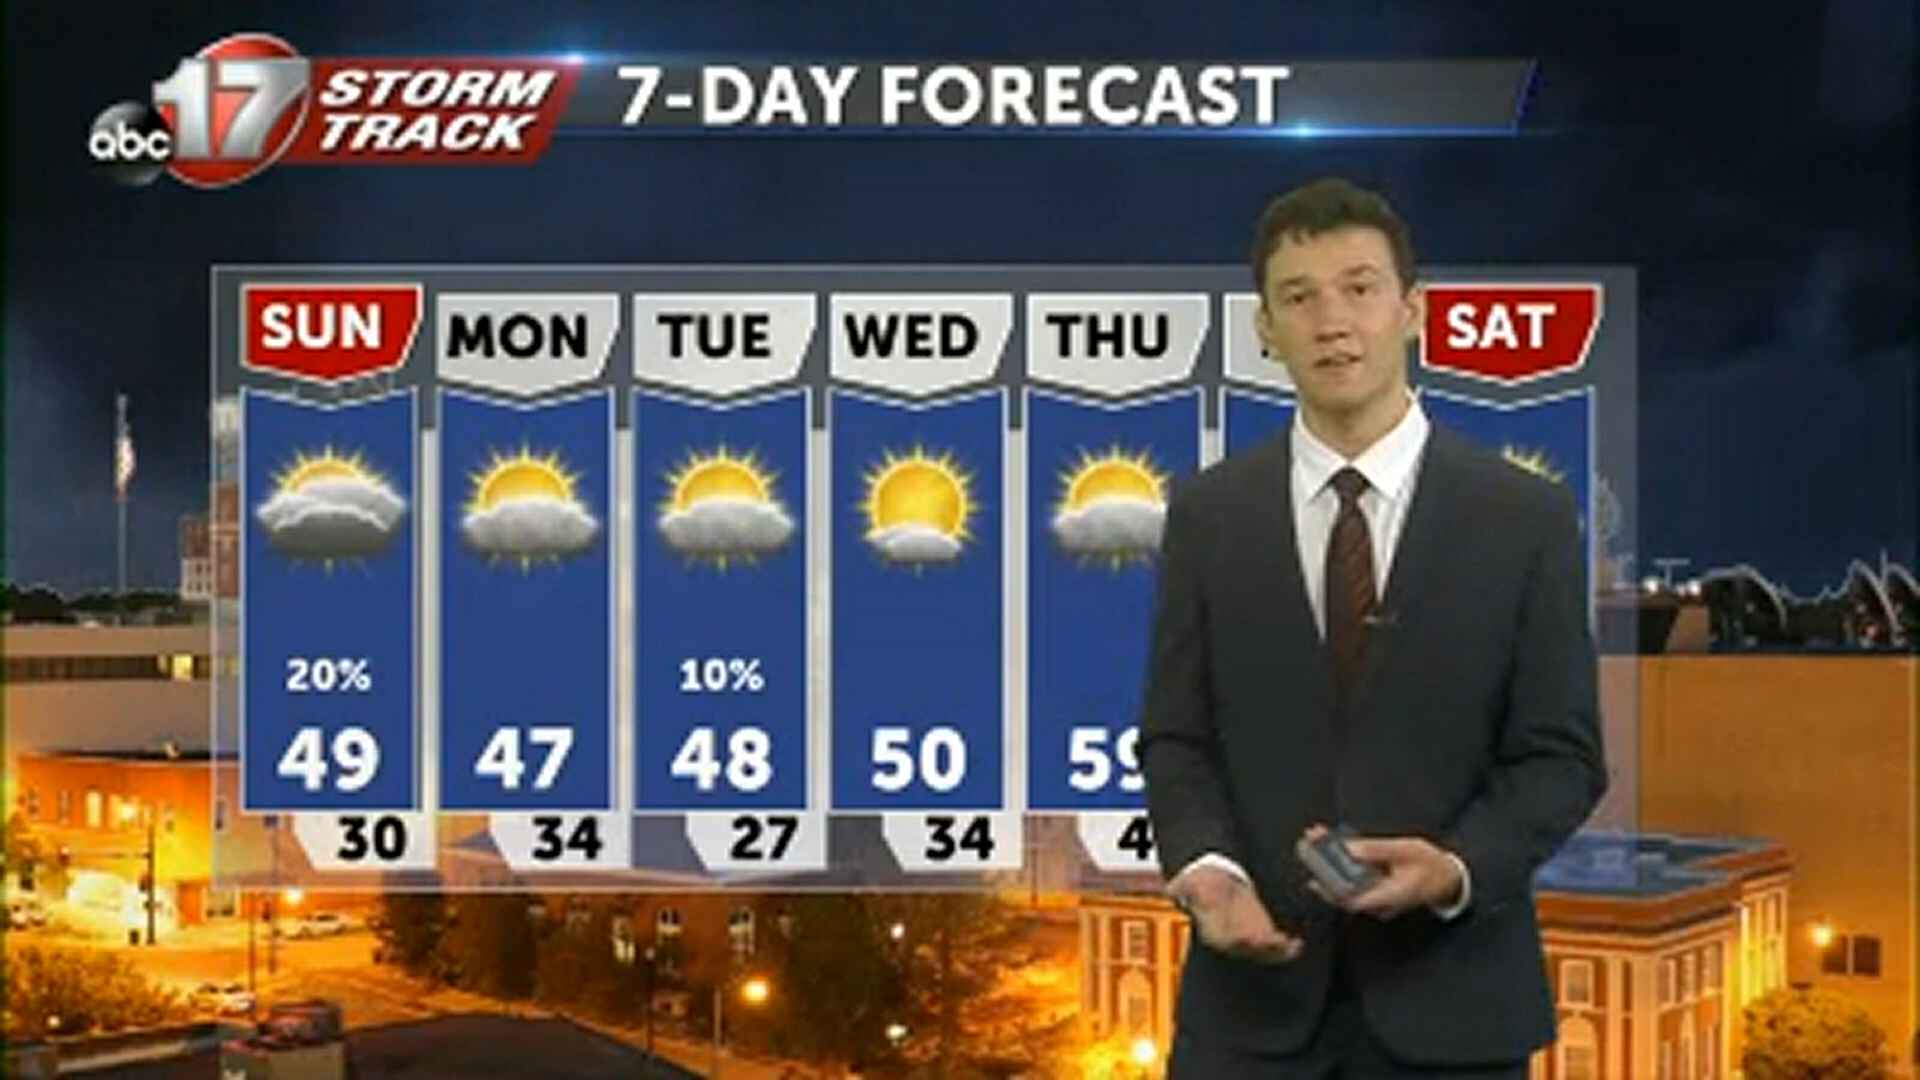 abc 17 STORM TRACK
7-DAY FORECAST
SUN MON TUE WED THU SAT
20% 10%
49 47 48 50 59
30 34 27 34